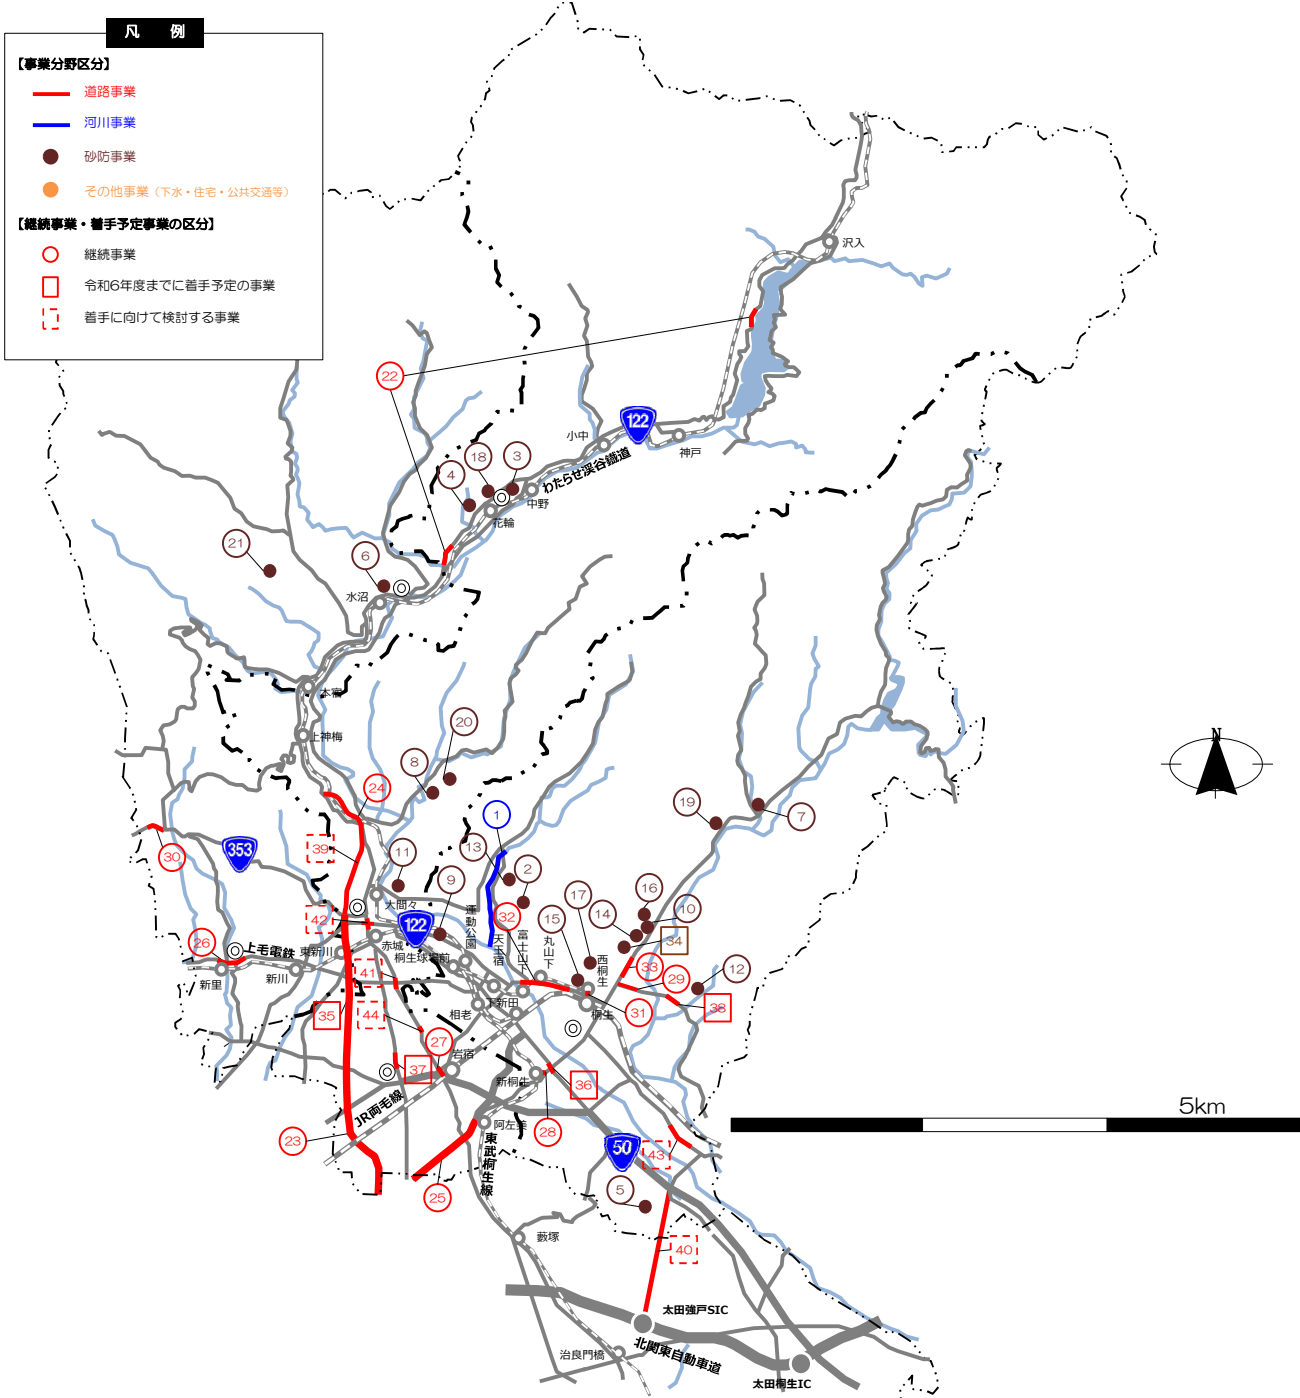 凡 例
【事業分野区分】
道路事業
河川事業
砂防事業
その他事業（下水・住宅・公共交通等）
【継続事業・着手予定事業の区分】
継続事業
令和6年度までに着手予定の事業
着手に向けて検討する事業
沢入
22
122
小中
神戸
わたらせ渓谷鐵道
18
3
4
中野
花輪
21
6
水沼
本宿
上神梅
20
8
24
N
19
7
1
39
353
30
13
11
2
17
16
10
14
15
9
32
42
大間々
122
運動公園
天王宿
富士山下
丸山下
西桐生
34
26
上毛電鉄
東新川
赤城
桐生球場前
新里
新川
41
33
29
12
38
35
44
相老
下新田
桐生
31
27
岩宿
37
新桐生
36
JR両毛線
5km
23
阿左美
28
東武桐生線
50
43
25
5
藪塚
40
太田強戸SIC
北関東自動車道
治良門橋
太田桐生IC